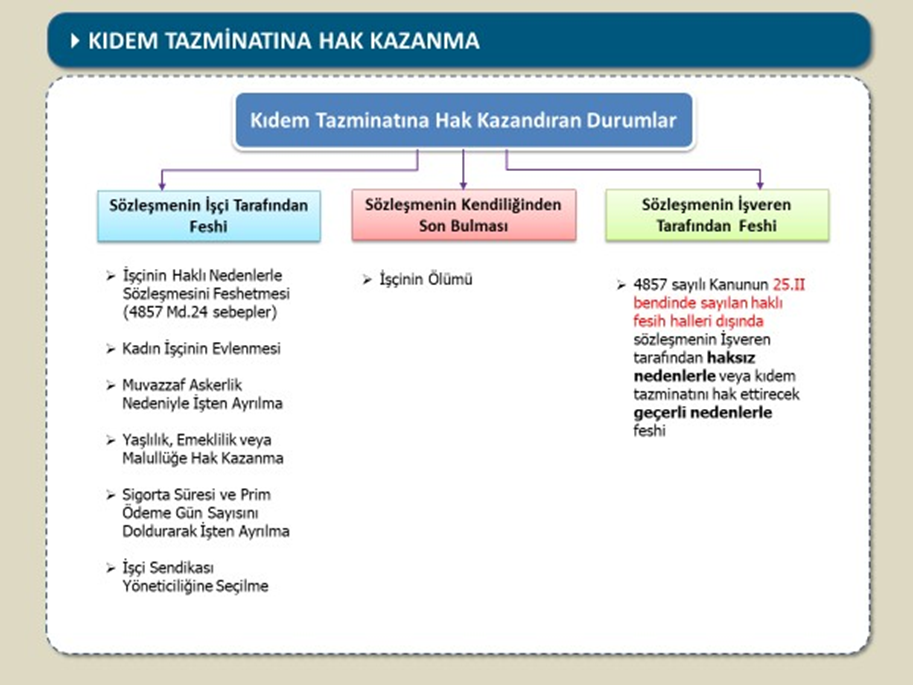 KIDEM TAZMİNATINA HAK KAZANMA
Kıdem Tazminatına Hak Kazandıran Durumlar
Sözleşmenin İşçi Tarafından
Feshi
İşçinin Haklı Nedenlerle
Sözleşmesini Feshetmesi
(4857 Md.24 sebepler)
Kadın İşçinin Evlenmesi
Muvazzaf Askerlik
Nedeniyle İşten Ayrılma
Yaşlılık, Emeklilik veya
Malullüğe Hak Kazanma
Sigorta Süresi ve Prim
Ödeme Gün Sayısını
Doldurarak İşten Ayrılma
İşçi Sendikası
Yöneticiliğine Seçilme
Sözleşmenin Kendiliğinden
Son Bulması
İşçinin Ölümü
Sözleşmenin İşveren
Tarafından Feshi
4857 sayılı Kanunun 25.II
bendinde sayılan haklı
fesih halleri dışında
sözleşmenin İşveren
tarafından haksız
nedenlerle veya kıdem
tazminatını hak ettirecek
geçerli nedenlerle
feshi